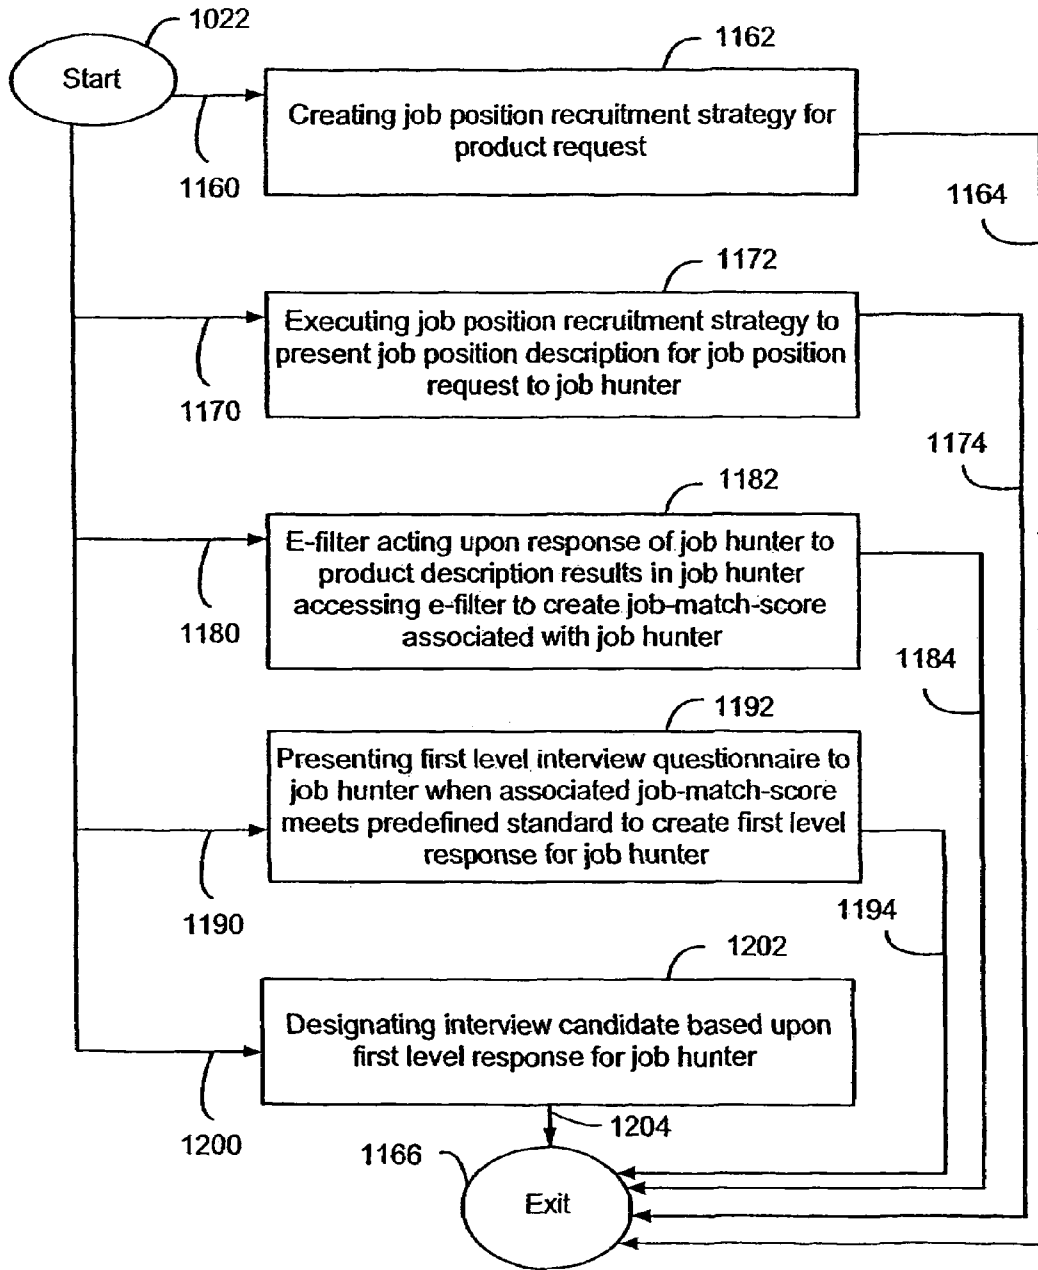 1022
Start
1162
Creating job position recruitment strategy for
product request
1160
1164
1172
Executing job position recruitment strategy to
present job position description for job position
request to job hunter
1170
1174
1182
E-filter acting upon response of job hunter to
product description results in job hunter
accessing e-filter to create job-match-score
associated with job hunter
1180
1184
1192
Presenting first level interview questionnaire to
job hunter when associated job-match-score
meets predefined standard to create first level
response for job hunter
1190
1194
1202
Designating interview candidate based upon
first level response for job hunter
1200
1204
1166
Exit